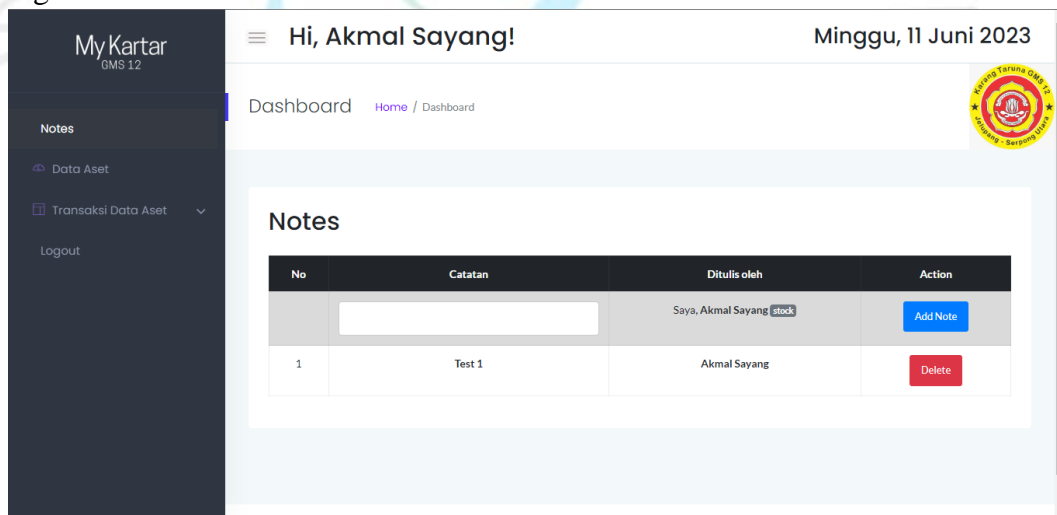 My Kartar
GMS 12
Hi, Akmal Sayang!
Minggu, 11 Juni 2023
Dashboard
Home / Dashboard
Karang Taruna GMS 12
Jelupang - Serpong Utara
Notes
Data Aset
Transaksi Data Aset
Logout
Notes
No Catatan Ditulis oleh Action
Saya, Akmal Sayang stock Add Note
1 Test 1 Akmal Sayang Delete